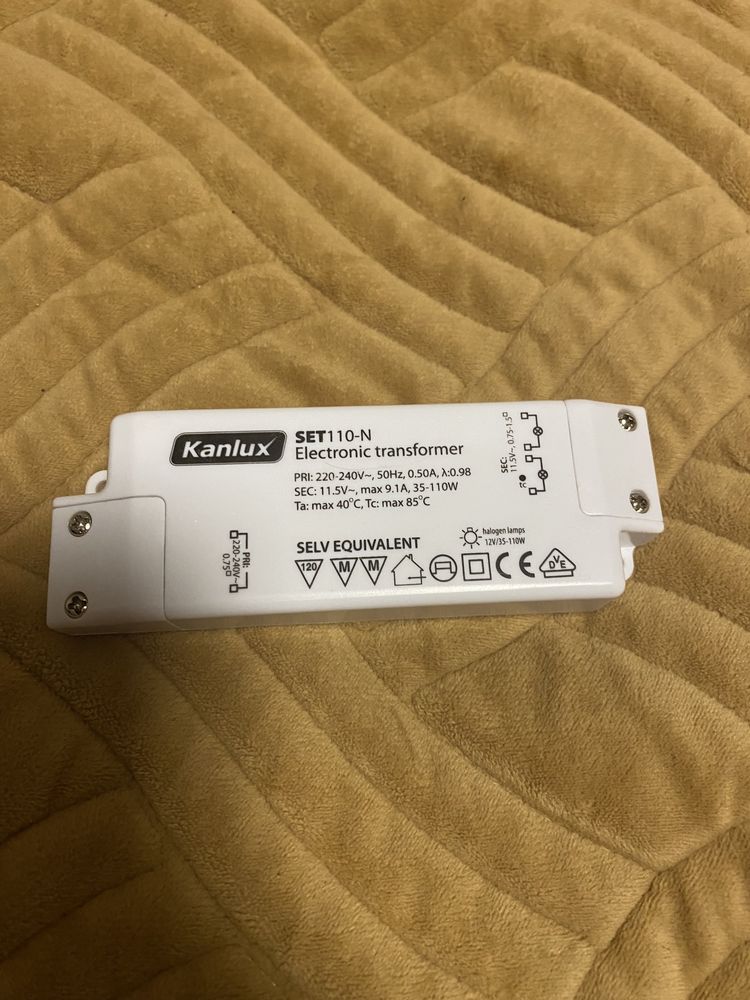 Kanlux
SET110-N
Electronic transformer
PRI: 220-240V~, 50Hz, 0.50A, λ:0.98
SEC: 11.5V~, max 9.1A, 35-110W
Ta: max 40°C, Tc: max 85°C
SELV EQUIVALENT
halogen lamps
12V/35-110W
120
M
M
CE
VDE
PRI:
220-240V~
0.75
SEC:
11.5V~, 0.75-1.5
tc